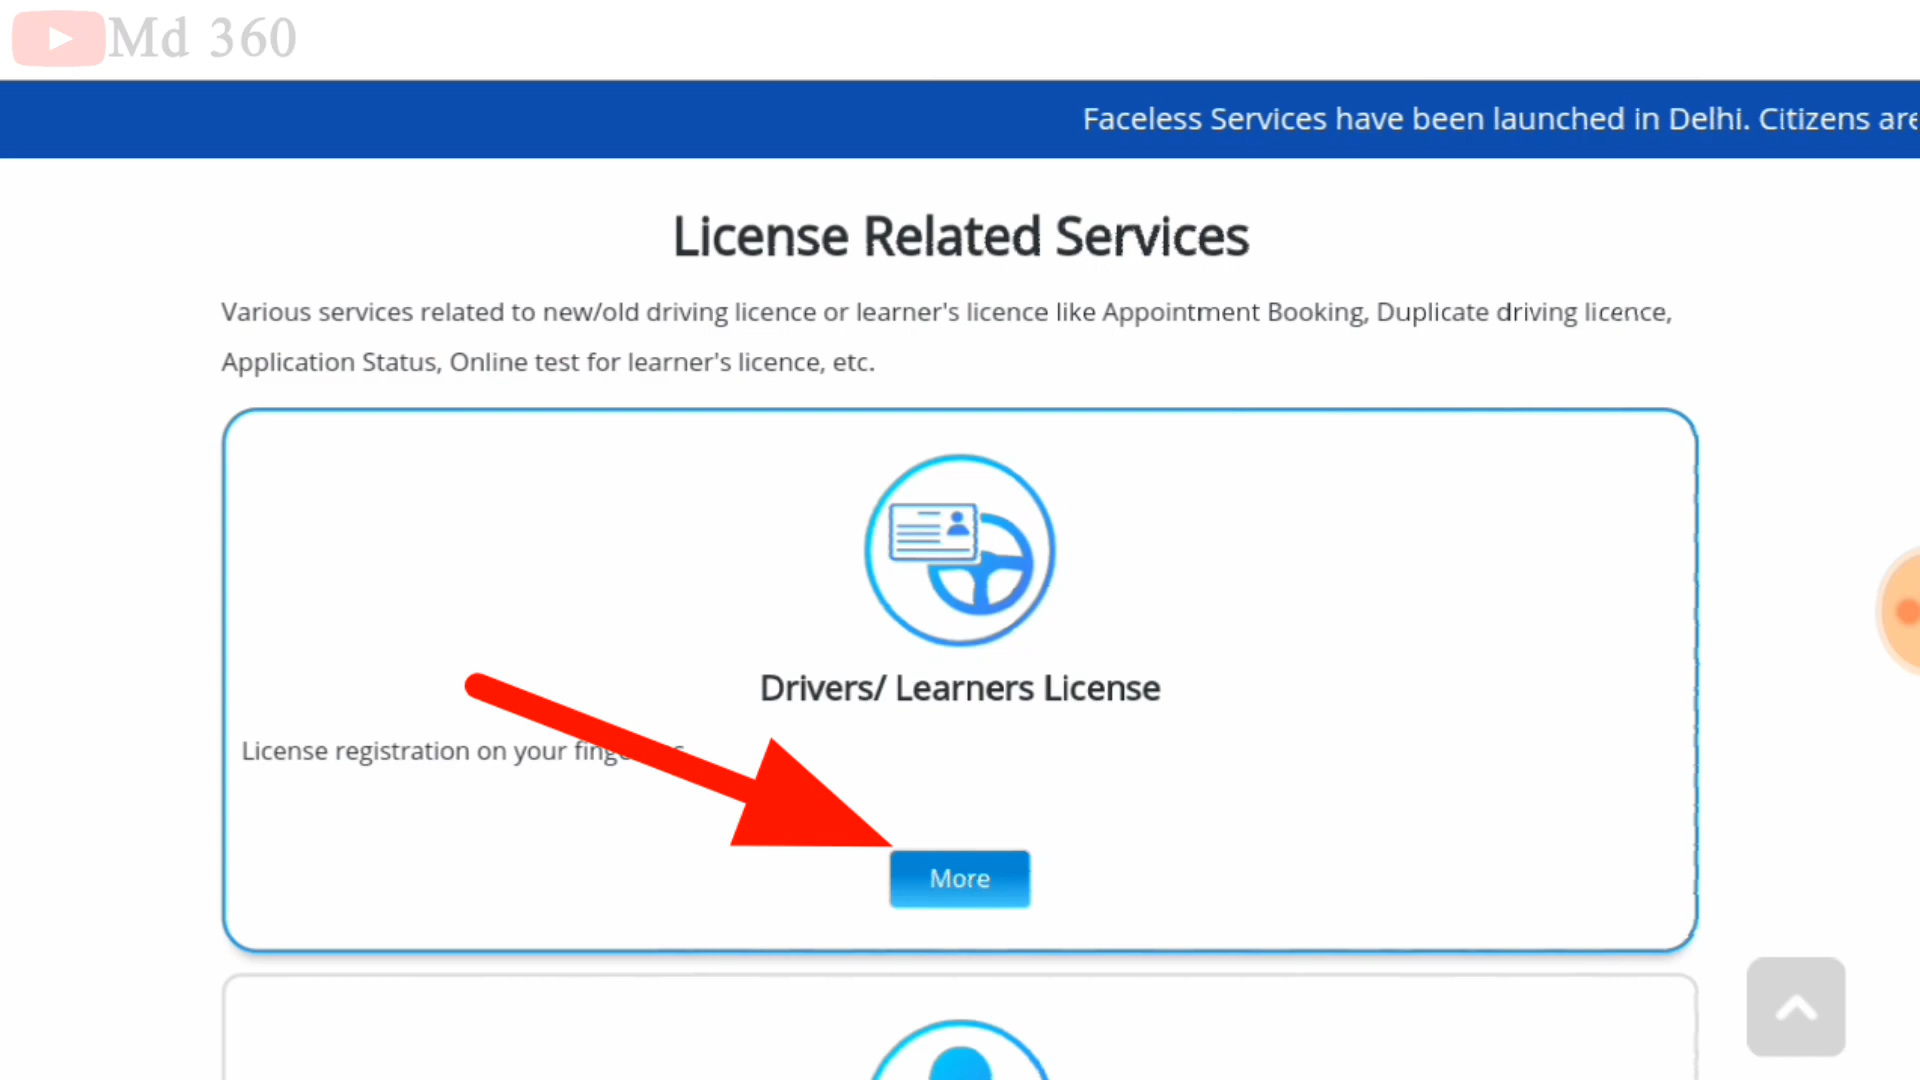 Md 360
Faceless Services have been launched in Delhi. Citizens are
License Related Services
Various services related to new/old driving licence or learner's licence like Appointment Booking, Duplicate driving licence,
Application Status, Online test for learner's licence, etc.
Drivers/ Learners License
License registration on your
More